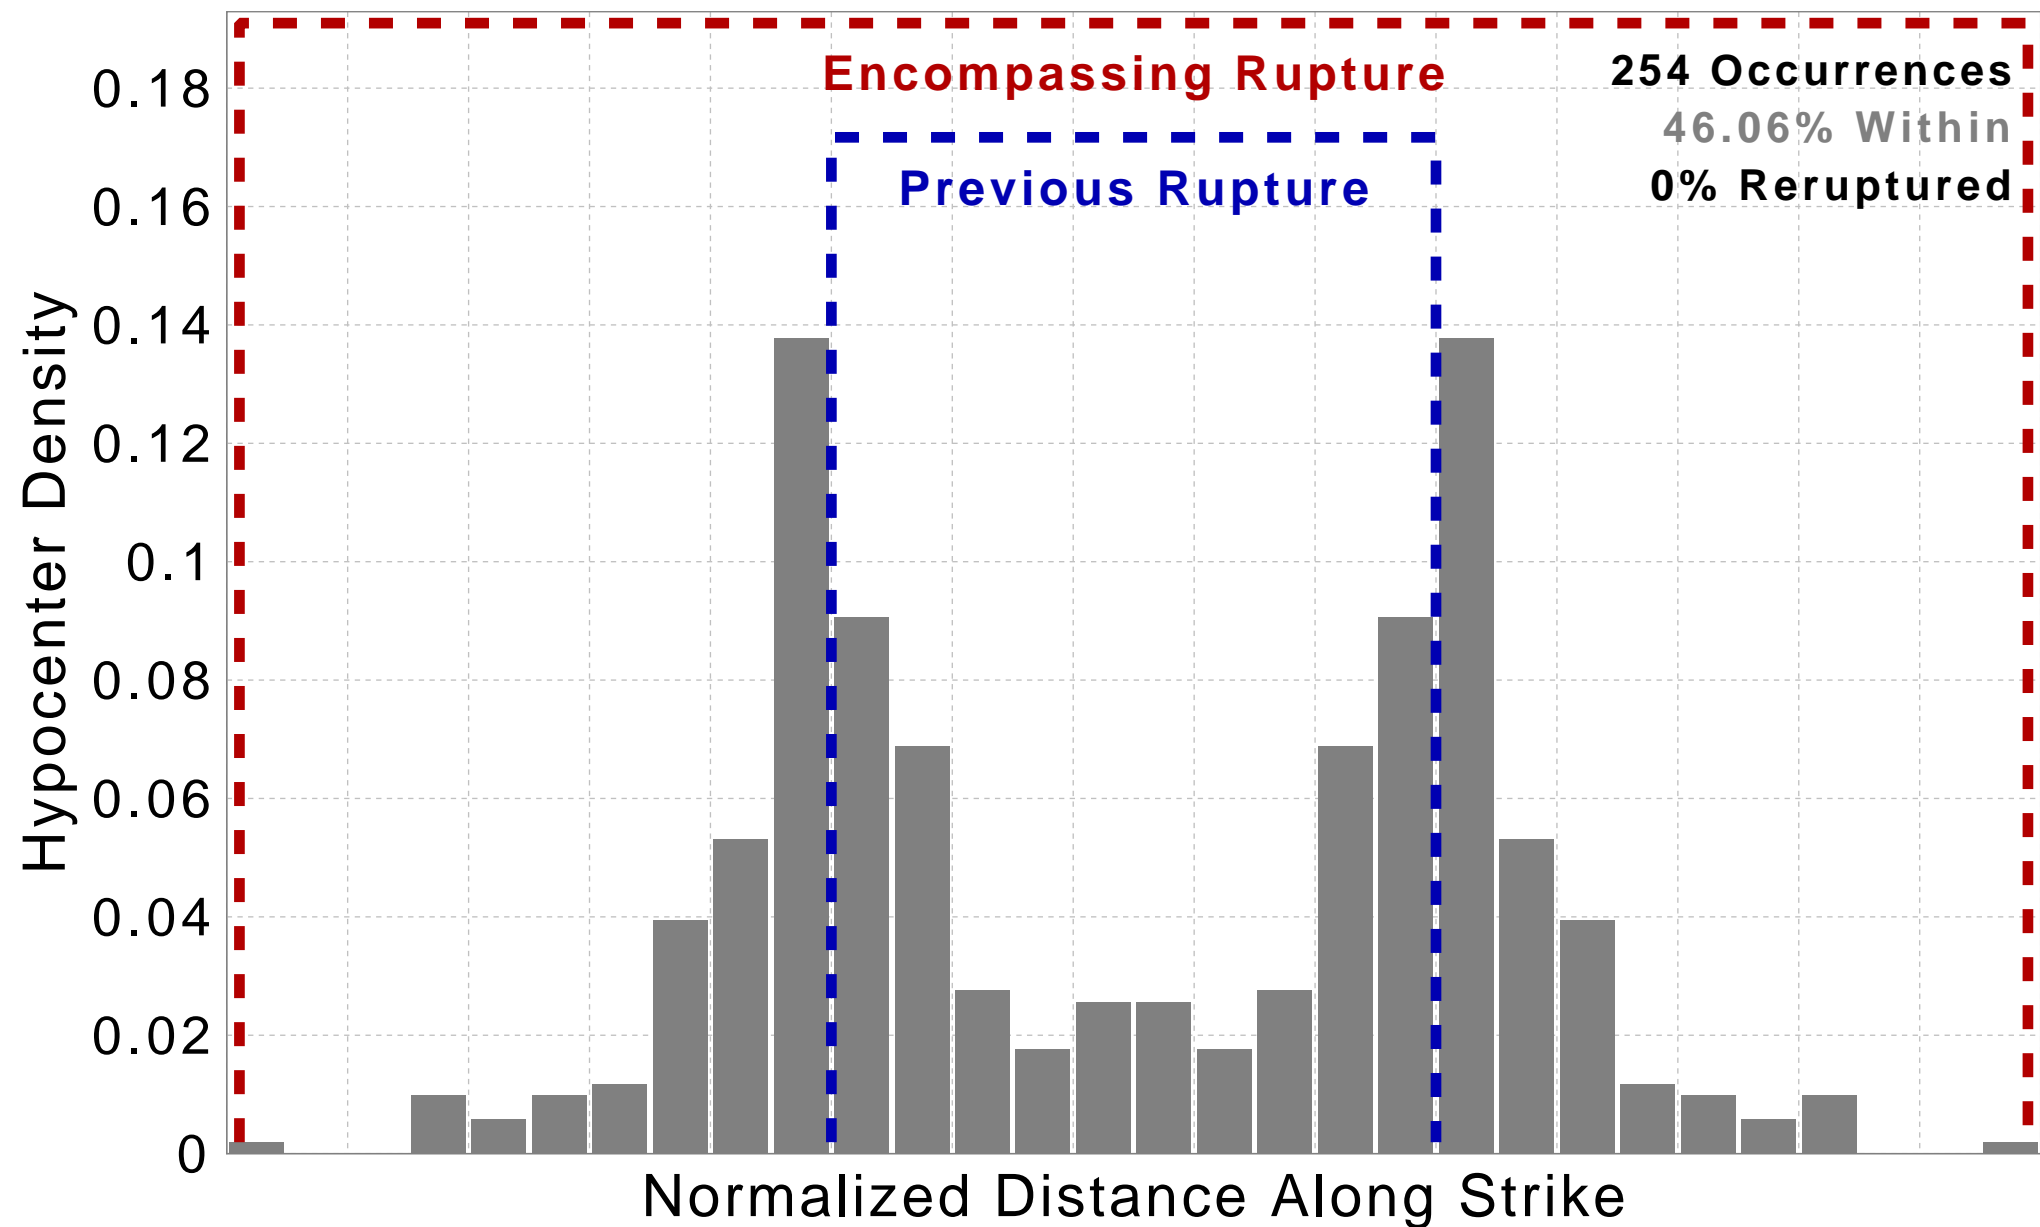 Encompassing Rupture
254 Occurrences
46.06% Within
Previous Rupture
0% Reruptured
Hypocenter Density
0.18
0.16
0.14
0.12
0.1
0.08
0.06
0.04
0.02
0
Normalized Distance Along Strike